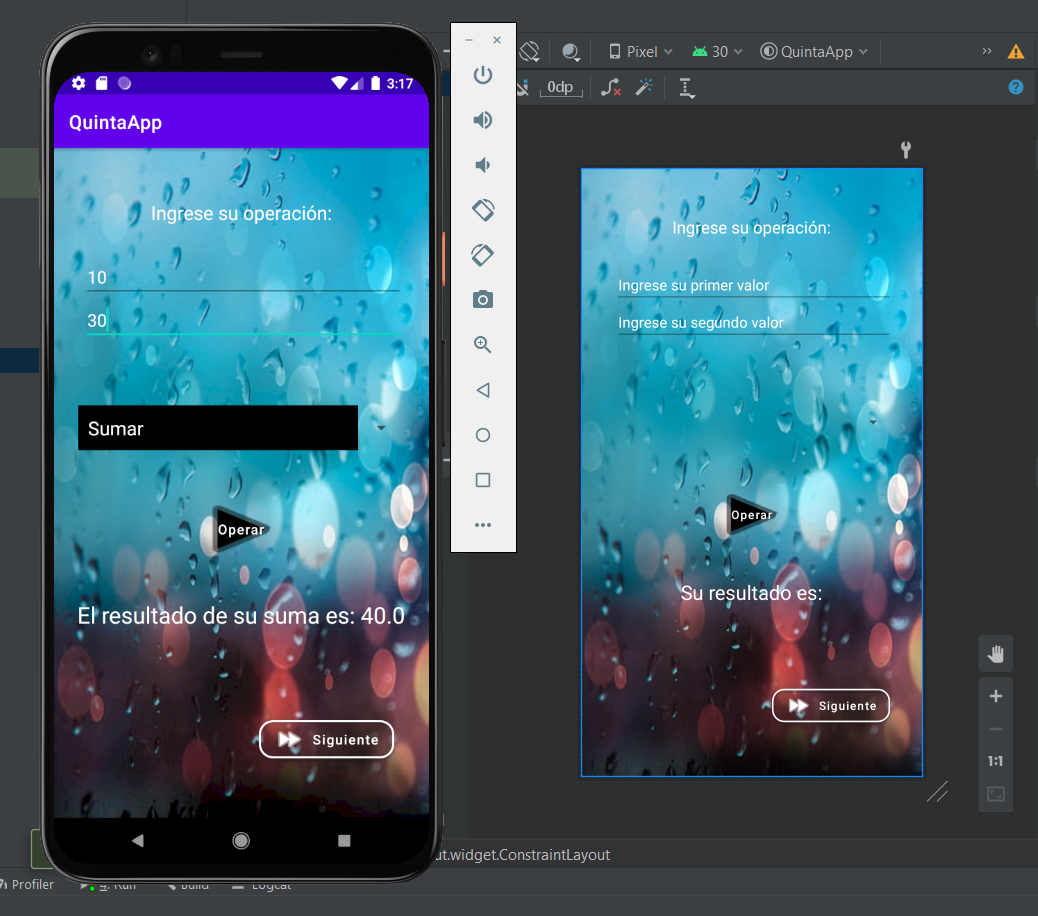 3:17
QuintaApp
Ingrese su operación:
10
30
Sumar
Operar
El resultado de su suma es: 40.0
Siguiente
Pixel
30
QuintaApp
0dp
Ingrese su operación:
Ingrese su primer valor
Ingrese su segundo valor
Operar
Su resultado es:
Siguiente
1:1
ut.widget.ConstraintLayout
Profiler
4: Run
Build
Logcat